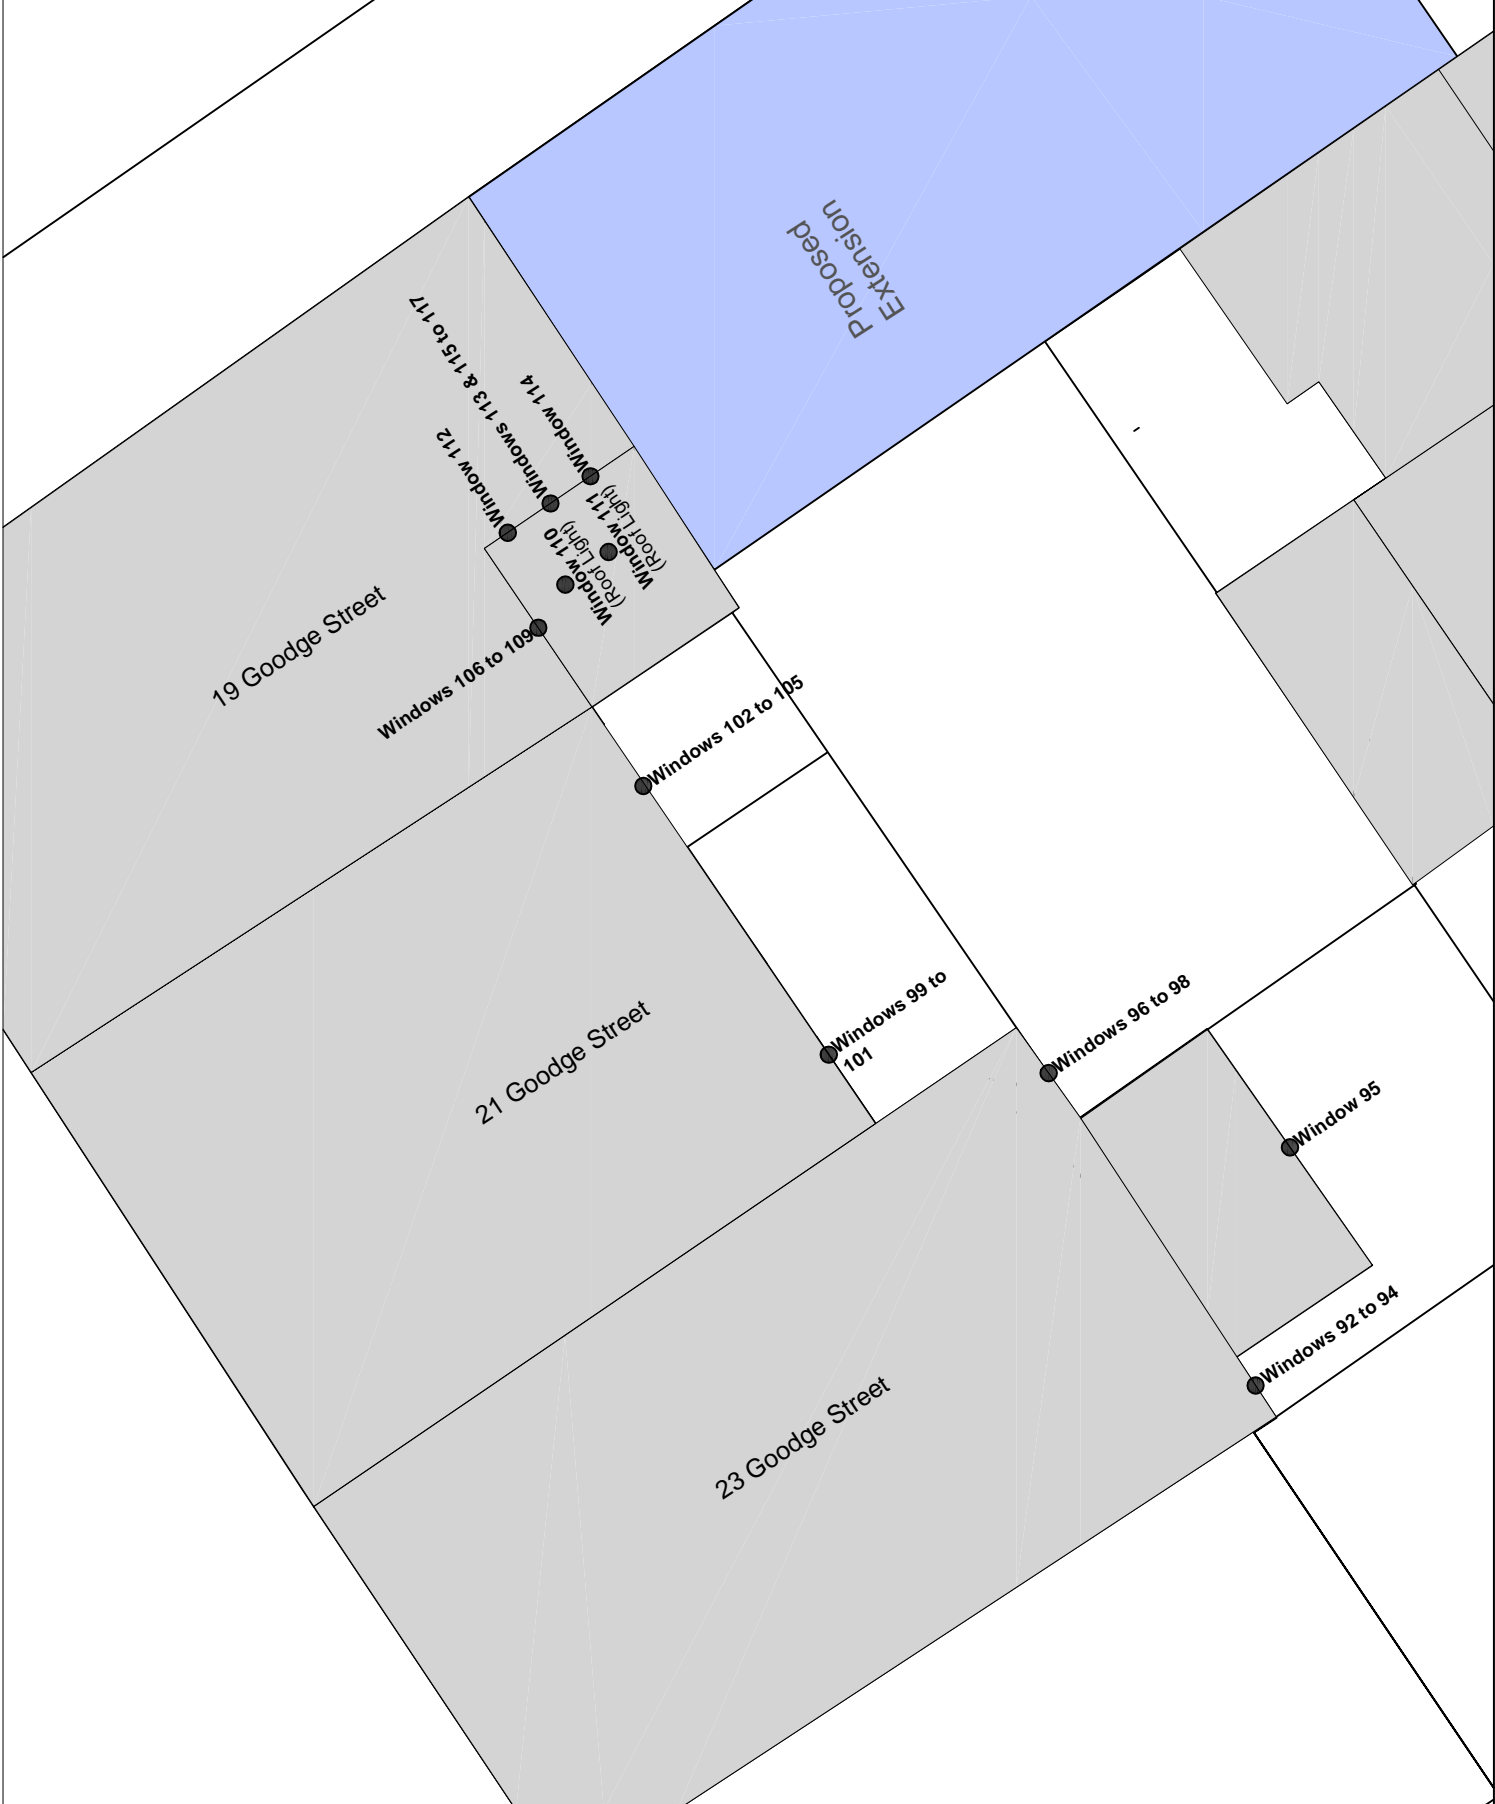 Proposed
Extension
Windows 113 & 115 to 117
Window 114
Window 112
Window 111
(Roof Light)
Window 110
(Roof Light)
19 Goodge Street
Windows 106 to 109
Windows 102 to 105
21 Goodge Street
Windows 99 to
101
Windows 96 to 98
Window 95
Windows 92 to 94
23 Goodge Street